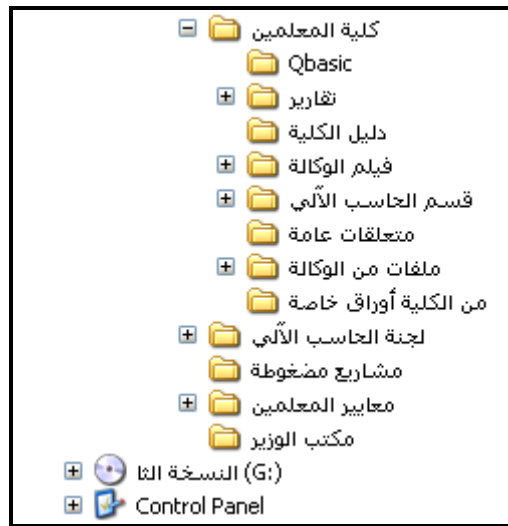 كلية المعلمين
Qbasic
تقارير
دليل الكلية
فيلم الوكالة
قسم الحاسب الآلي
متعلقات عامة
ملفات من الوكالة
من الكلية أوراق خاصة
لجنة الحاسب الآلي
مشاريع مضغوطة
معايير المعلمين
مكتب الوزير
النسخة الثا (G:)
Control Panel